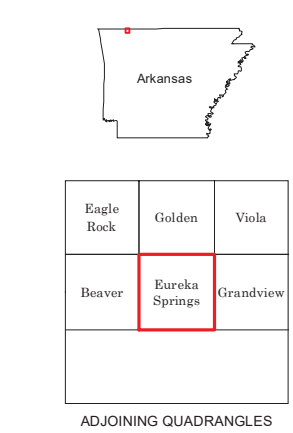 Arkansas
Eagle
Rock
Golden
Viola
Beaver
Eureka
Springs
Grandview
ADJOINING QUADRANGLES